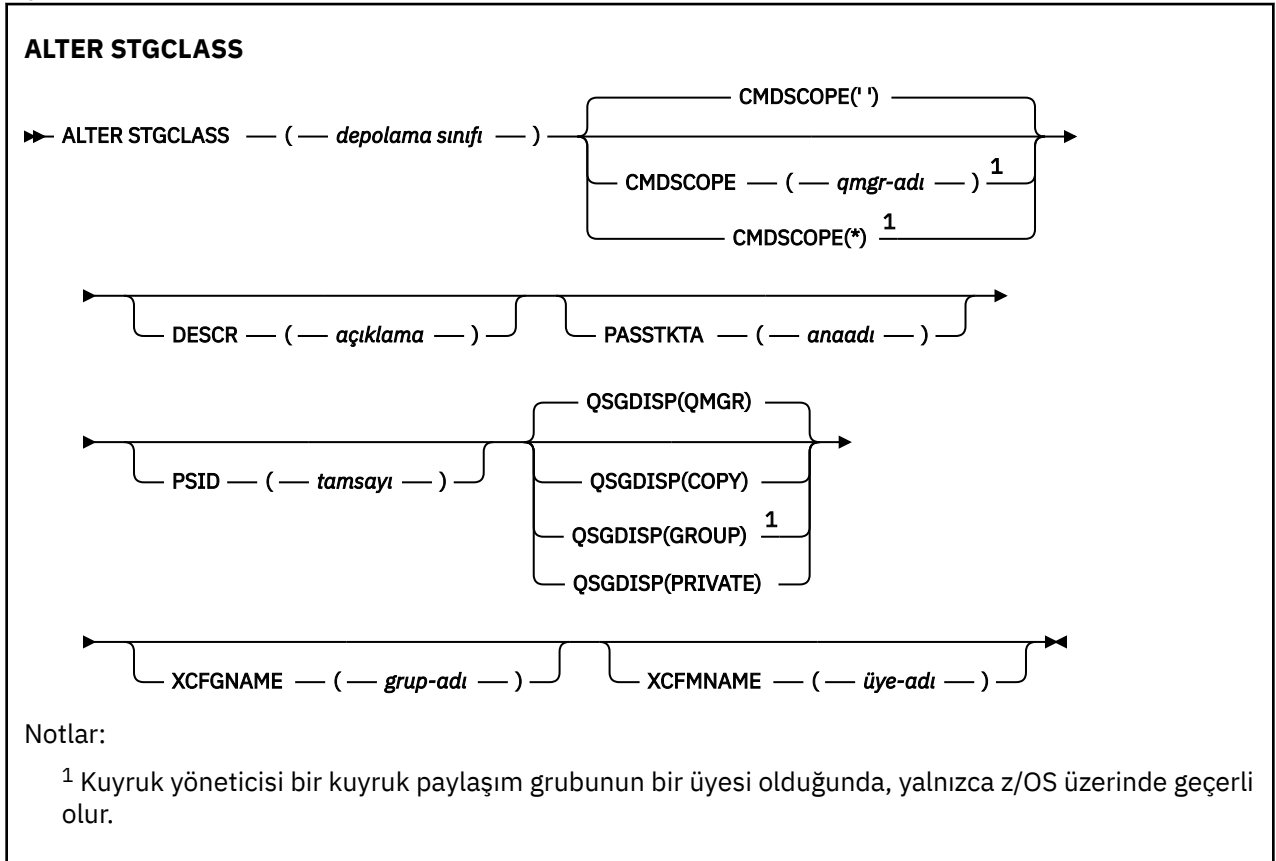 ALTER STGCLASS
CMDSCOPE(' ')
ALTER STGCLASS — ( — depolama sınıfı — )
CMDSCOPE — ( — qmgr-adı — ) 1
CMDSCOPE(*) 1
DESCR — ( — açıklama — ) PASSTKTA — ( — anaadı — )
QSGDISP(QMGR)
PSID — ( — tamsayı — ) QSGDISP(COPY)
QSGDISP(GROUP) 1
QSGDISP(PRIVATE)
XCFGNAME — ( — grup-adı — ) XCFMNAME — ( — üye-adı — )
Notlar:
1 Kuyruk yöneticisi bir kuyruk paylaşım grubunun bir üyesi olduğunda, yalnızca z/OS üzerinde geçerli
olur.